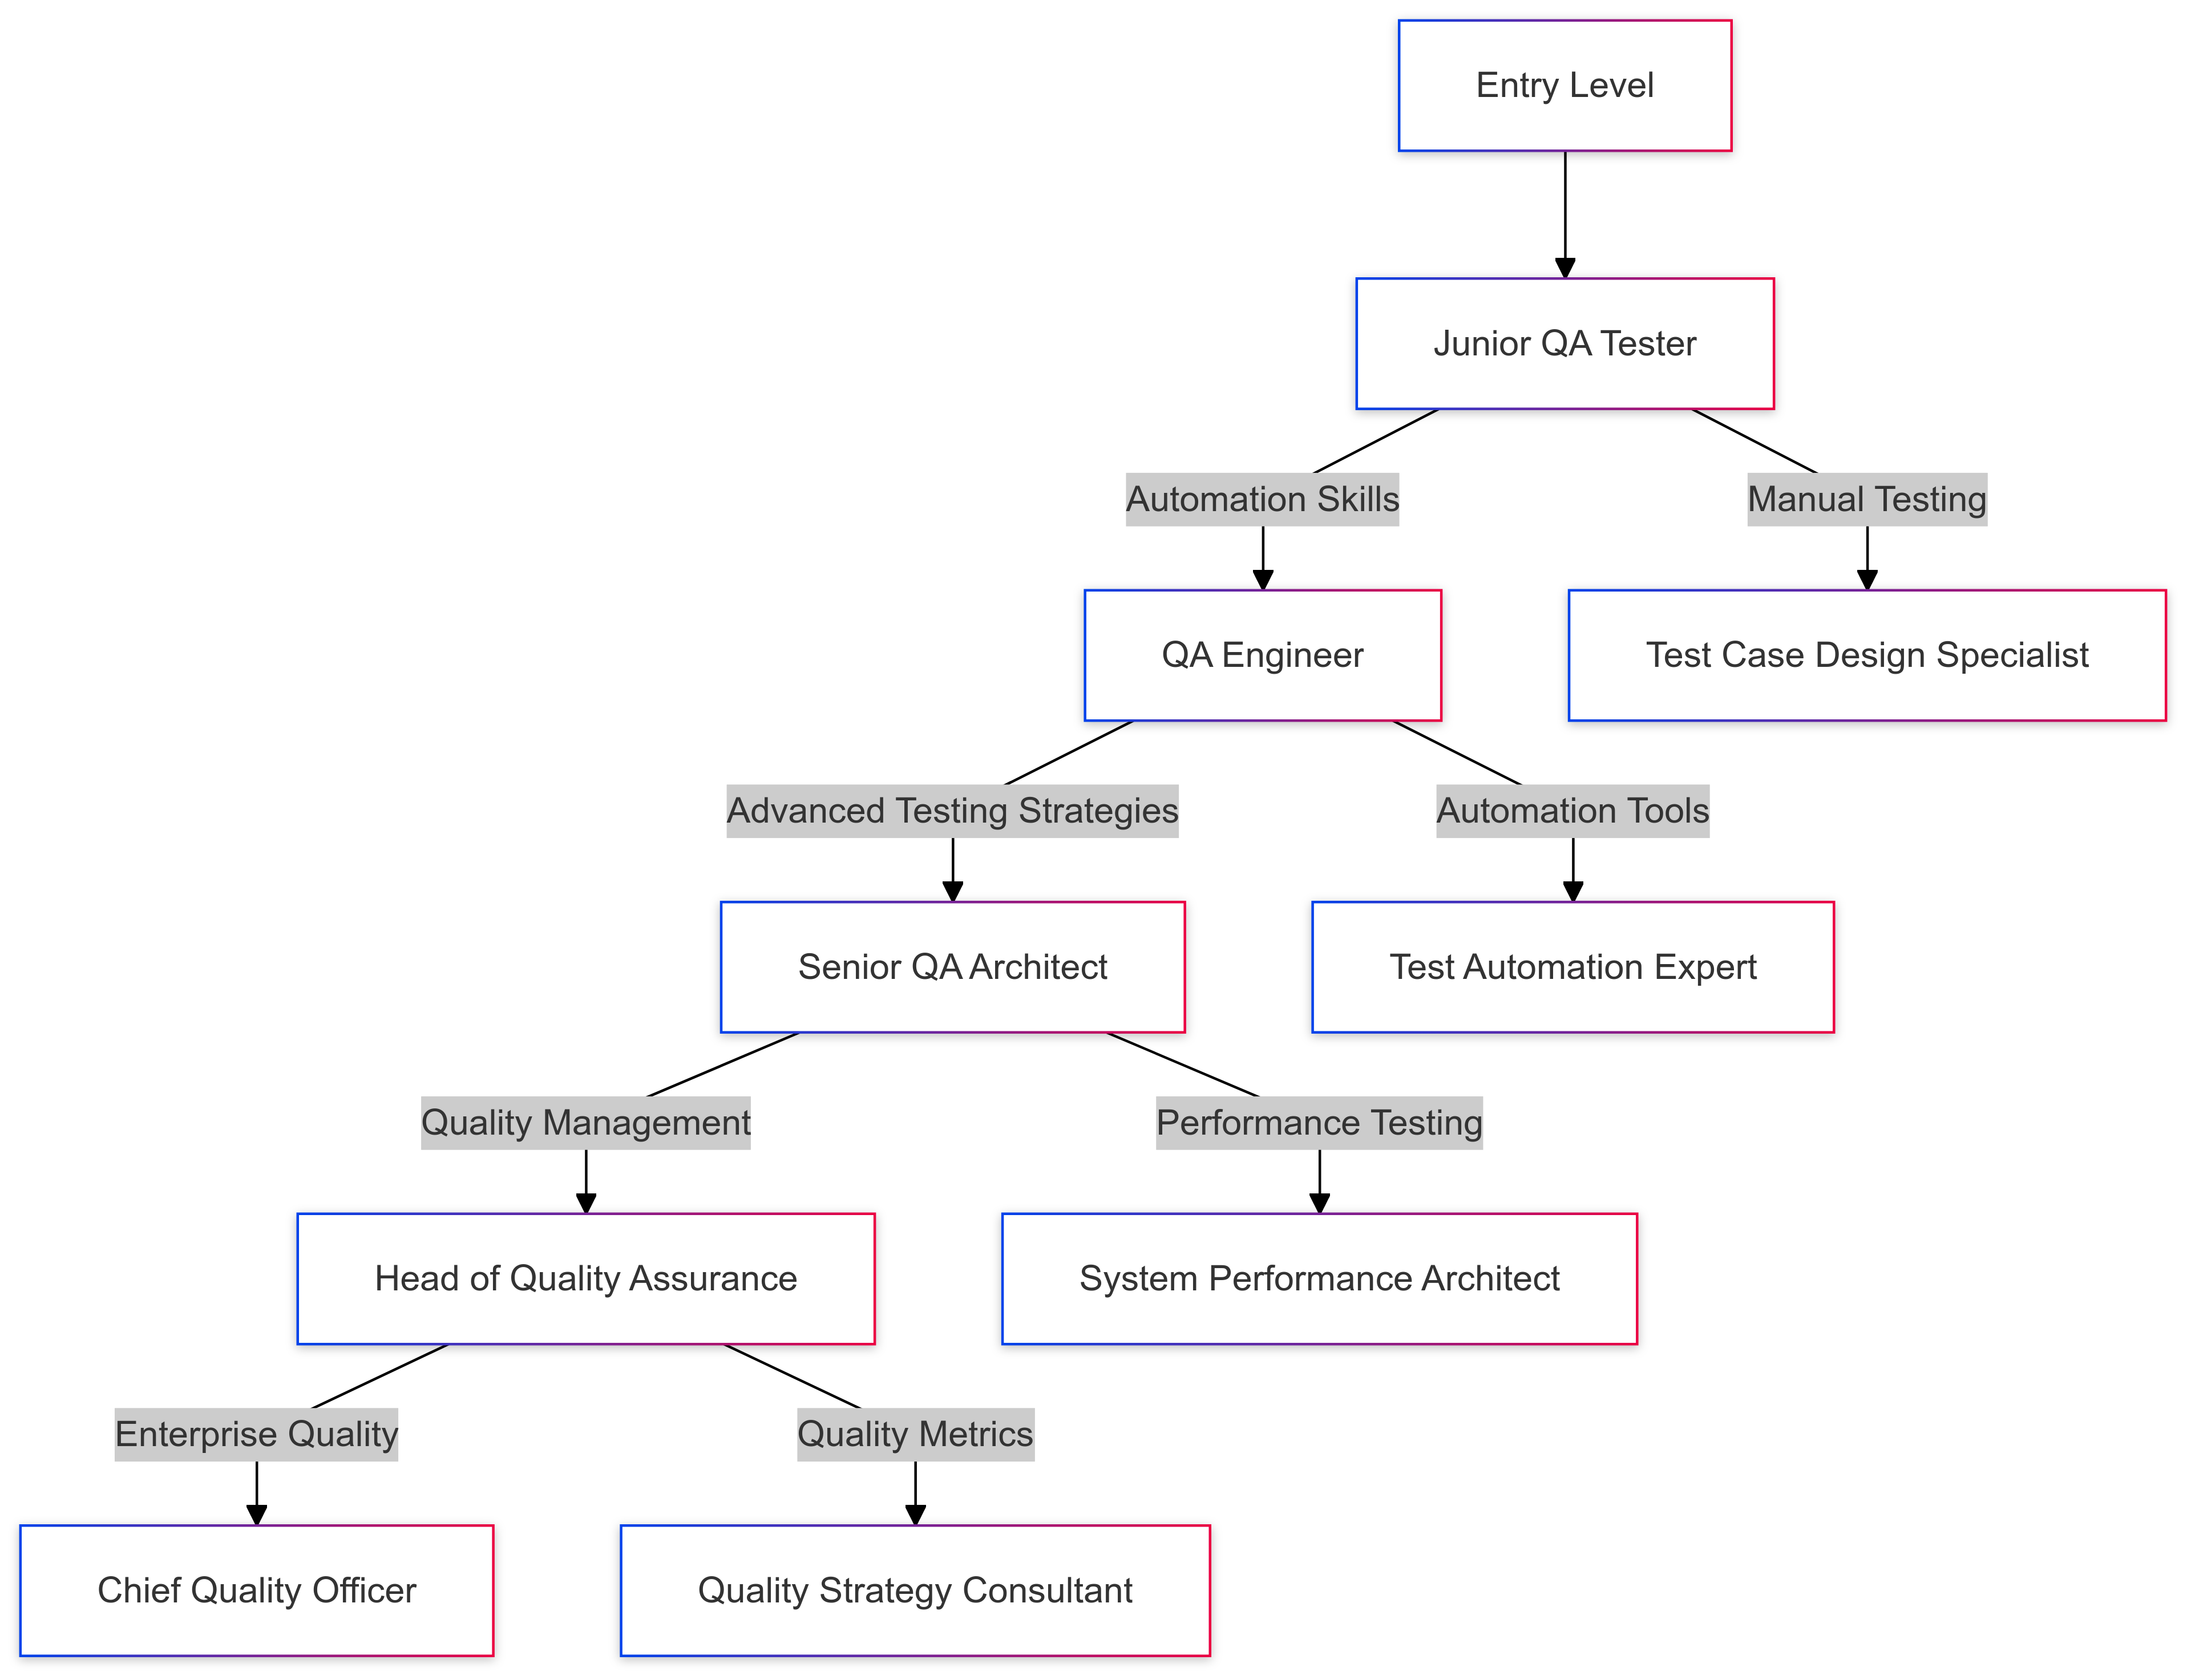 Entry Level
Junior QA Tester
Automation Skills
Manual Testing
QA Engineer
Test Case Design Specialist
Advanced Testing Strategies
Automation Tools
Senior QA Architect
Test Automation Expert
Quality Management
Performance Testing
Head of Quality Assurance
System Performance Architect
Enterprise Quality
Quality Metrics
Chief Quality Officer
Quality Strategy Consultant